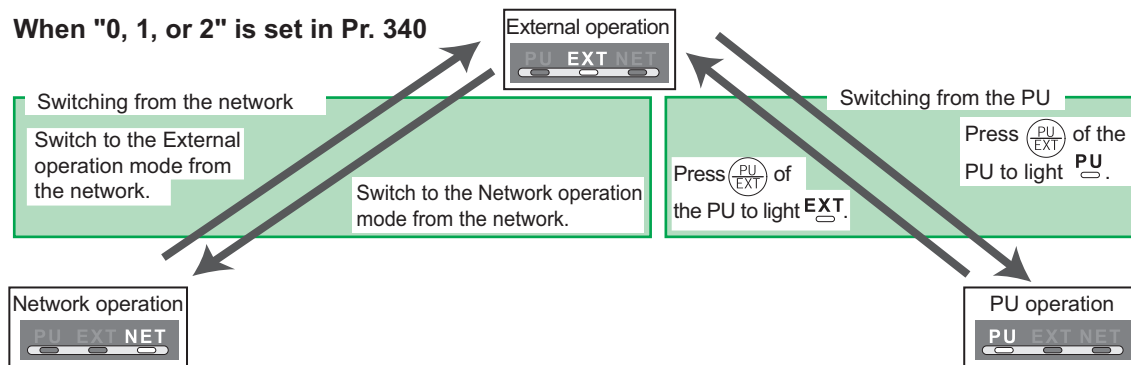 When "0, 1, or 2" is set in Pr. 340
External operation
PU EXT NET
Switching from the network
Switch to the External
operation mode from
the network.
Switch to the Network operation
mode from the network.
Switching from the PU
Press PU/EXT of the
PU to light PU.
Press PU/EXT of
the PU to light EXT.
Network operation
PU EXT NET
PU operation
PU EXT NET